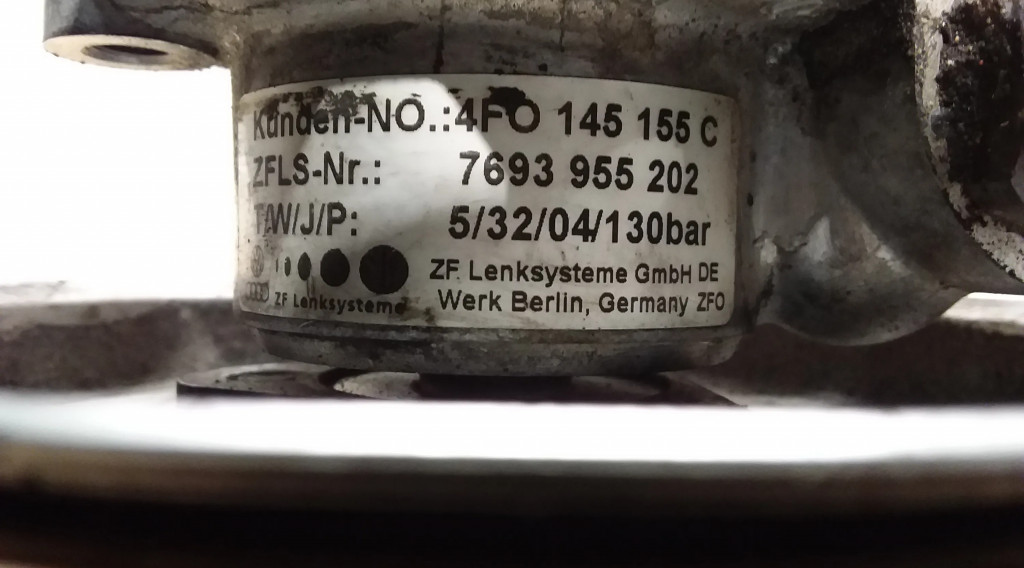 Kunden-NO.:4FO 145 155 C
ZFLS-Nr.: 7693 955 202
T/W/J/P: 5/32/04/130bar
ZF Lenksysteme GmbH DE
ZF Lenksysteme
Werk Berlin, Germany ZFO